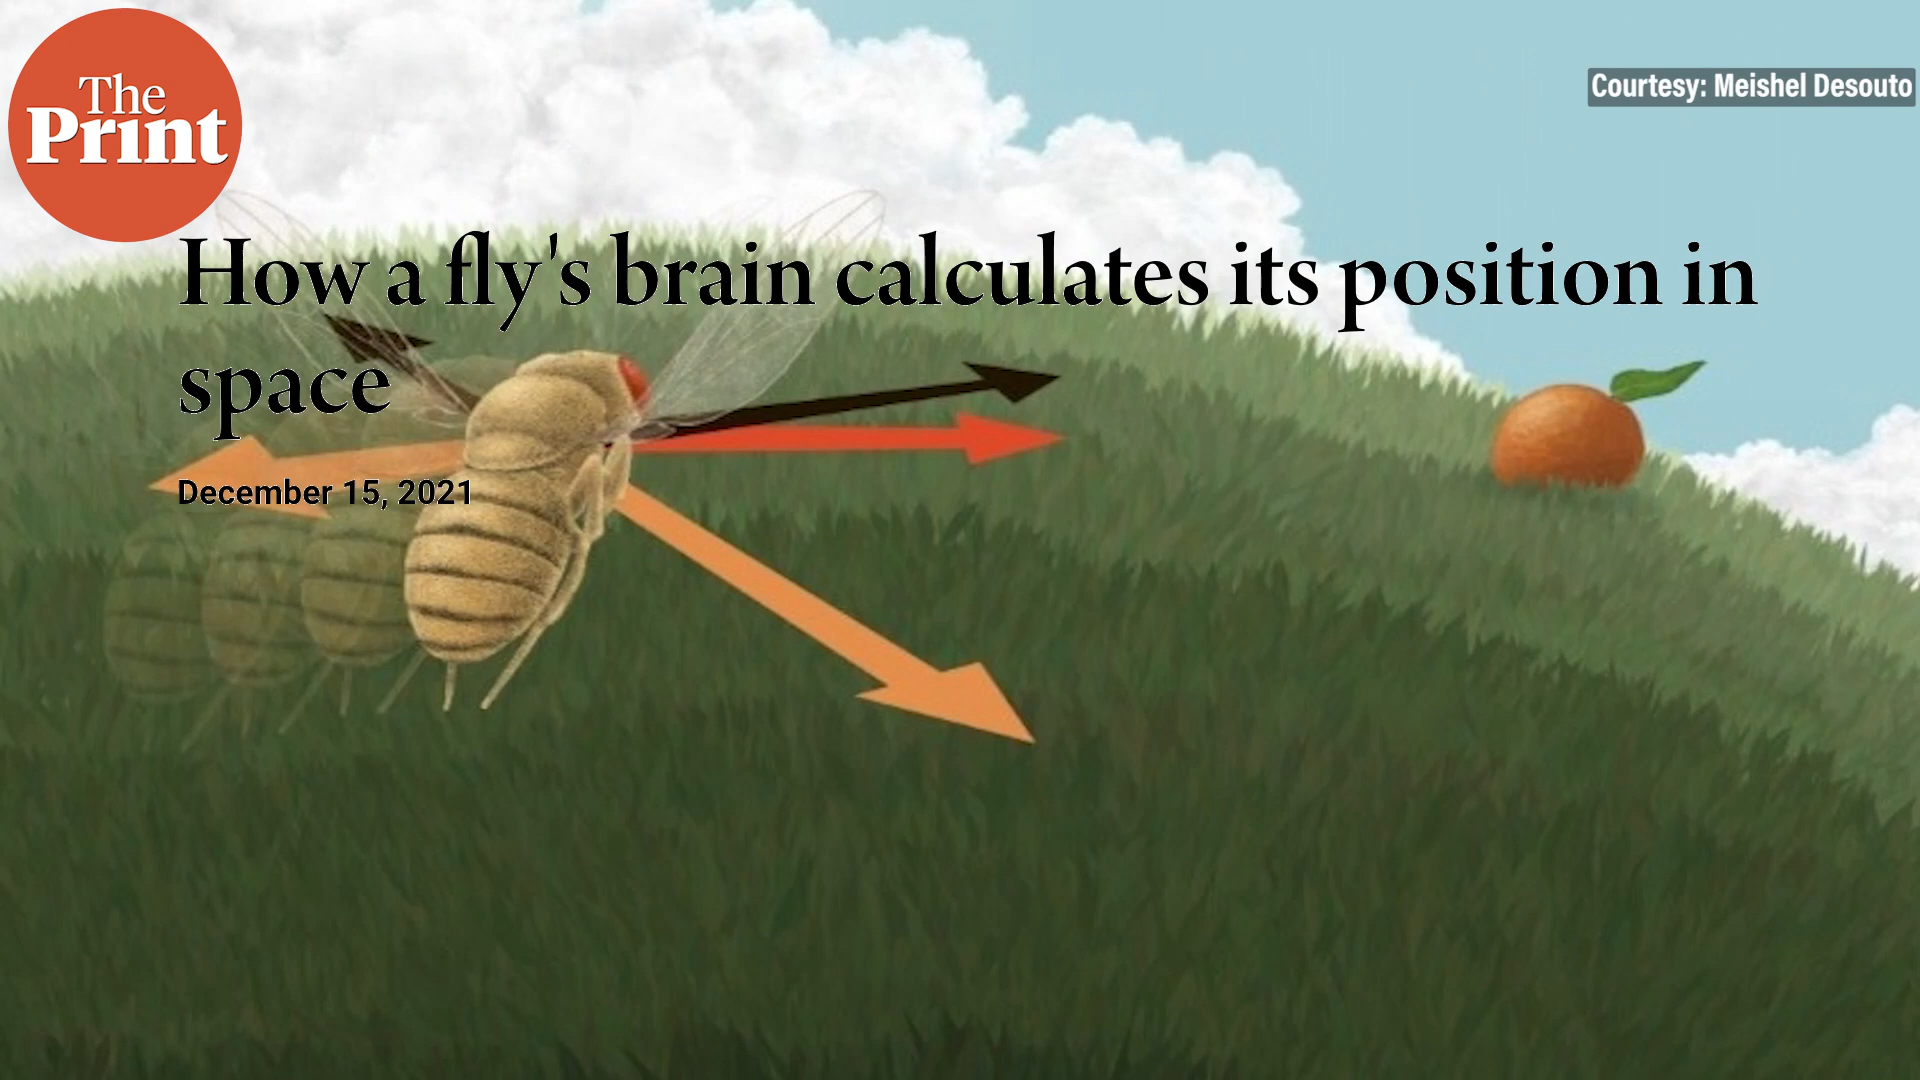 The
Print
Courtesy: Meishel Desouto
How a fly's brain calculates its position in
space
December 15, 2021